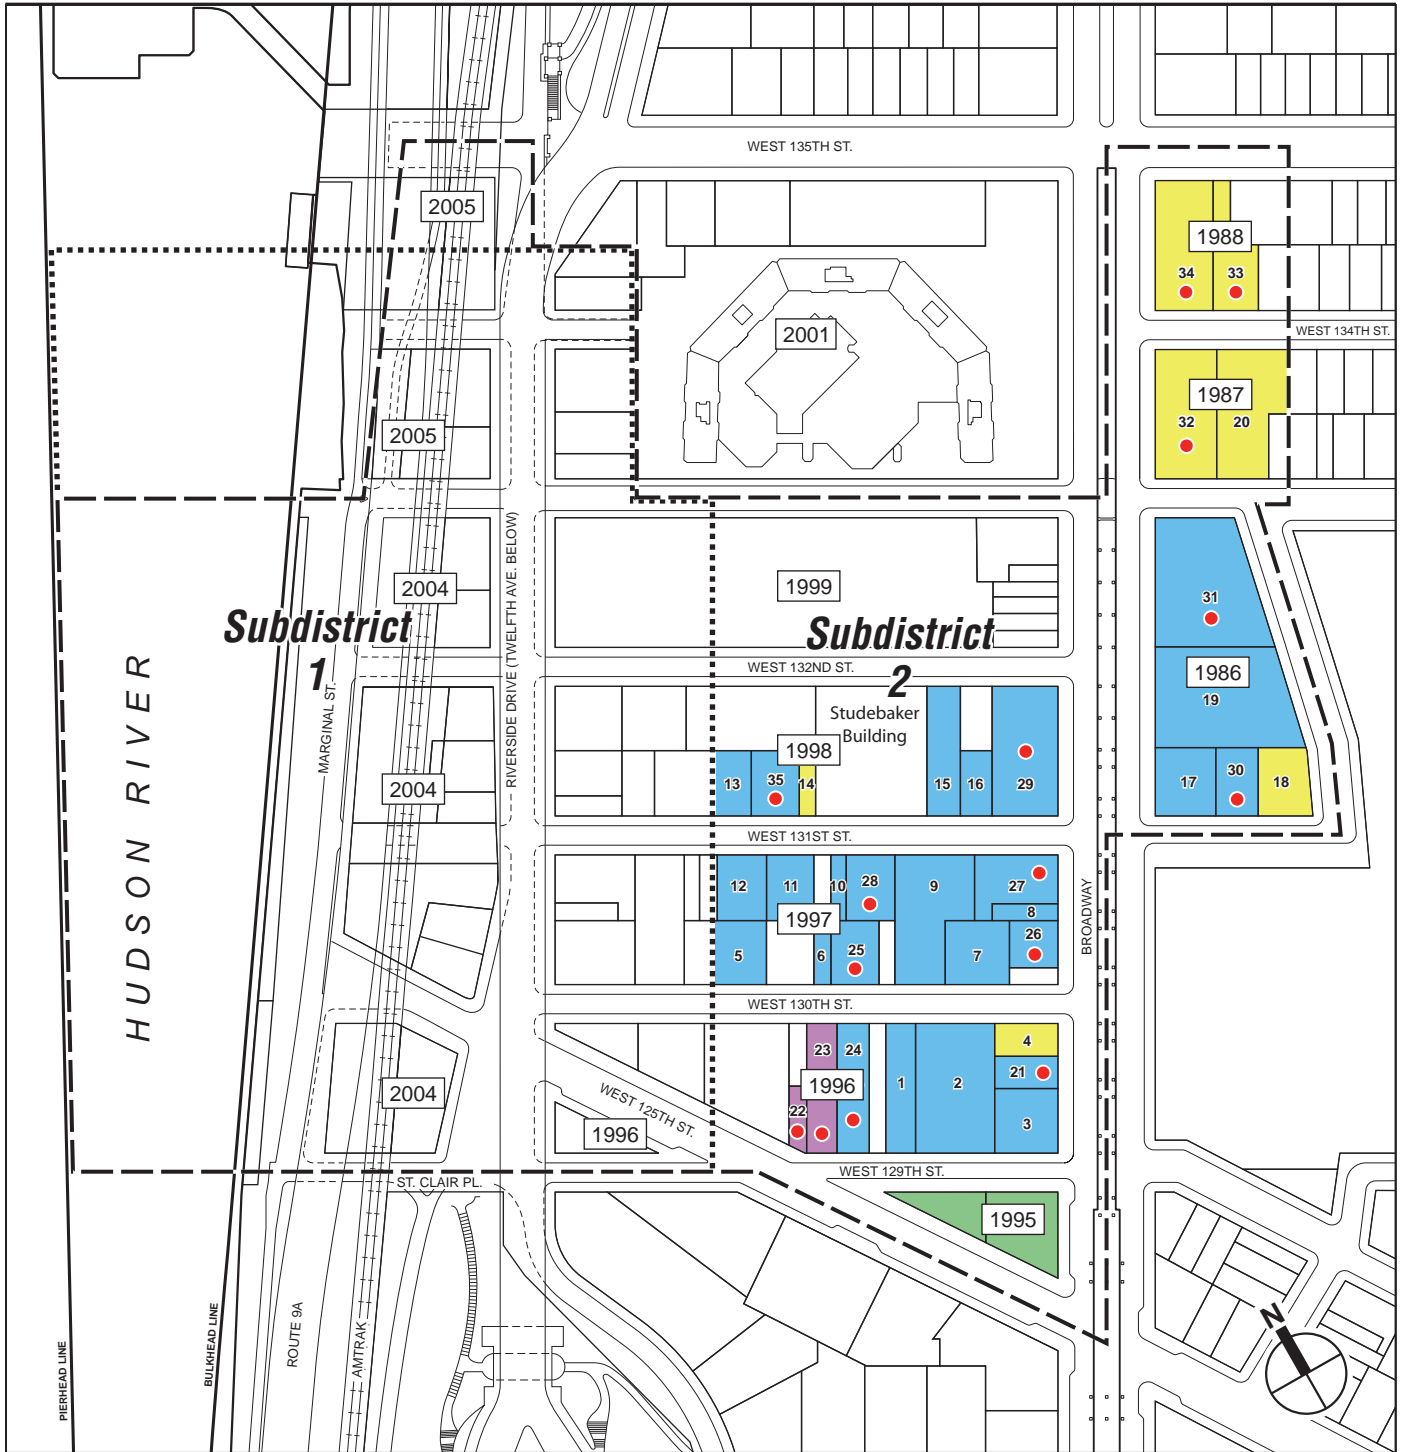 WEST 135TH ST.
2005
1988
34
33
2001
WEST 134TH ST.
1987
32
20
2005
2004
1999
31
Subdistrict
1
Subdistrict
2
WEST 132ND ST.
1986
19
Studebaker
Building
1998
13
35
14
15
16
29
17
30
18
2004
WEST 131ST ST.
12
11
10
28
9
27
8
1997
5
6
25
7
26
WEST 130TH ST.
23
24
1
2
4
21
3
1996
22
2004
WEST 125TH ST.
1996
WEST 129TH ST.
ST. CLAIR PL.
1995
HUDSON RIVER
MARGINAL ST.
RIVERSIDE DRIVE (TWELFTH AVE. BELOW)
BROADWAY
PIERHEAD LINE
BULKHEAD LINE
ROUTE 9A
AMTRAK
N